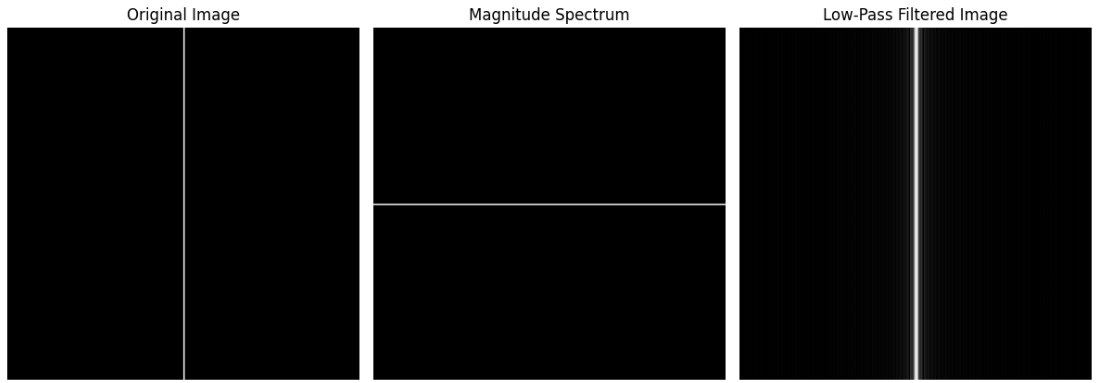 Original Image
Magnitude Spectrum
Low-Pass Filtered Image